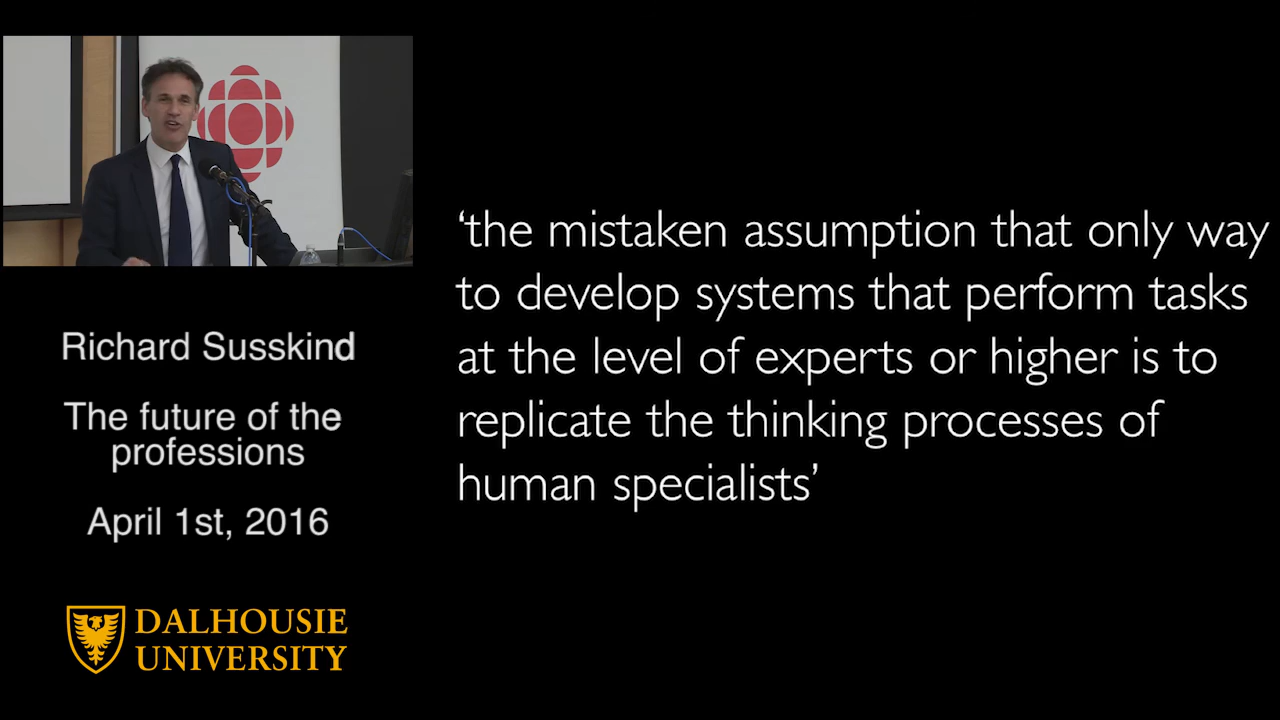 Richard Susskind
The future of the
professions
April 1st, 2016
DALHOUSIE
UNIVERSITY
‘the mistaken assumption that only way
to develop systems that perform tasks
at the level of experts or higher is to
replicate the thinking processes of
human specialists’